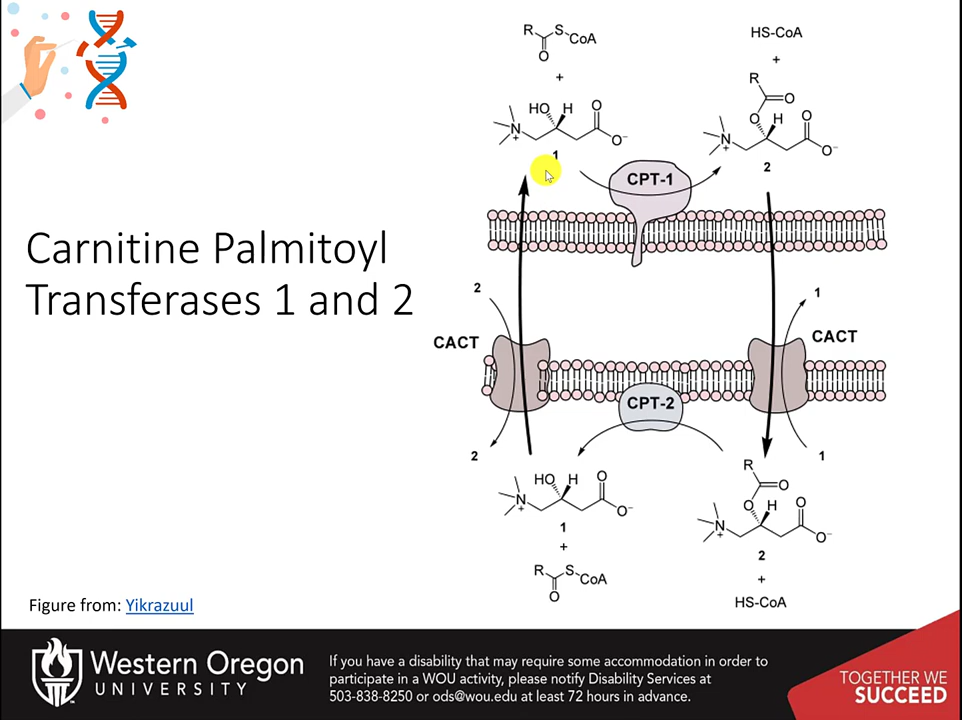 Carnitine Palmitoyl
Transferases 1 and 2
R
S
CoA
O
+
HO
H
O
N
+
O⁻
1
HS-CoA
+
R
O
O
H
O
N
+
O⁻
2
CPT-1
2
1
CACT
CACT
CPT-2
2
1
HO
H
O
N
+
O⁻
1
+
R
S
CoA
O
R
O
O
H
O
N
+
O⁻
2
+
HS-CoA
Figure from: Yikrazuul
Western Oregon
UNIVERSITY
If you have a disability that may require some accommodation in order to
participate in a WOU activity, please notify Disability Services at
503-838-8250 or ods@wou.edu at least 72 hours in advance.
TOGETHER WE
SUCCEED